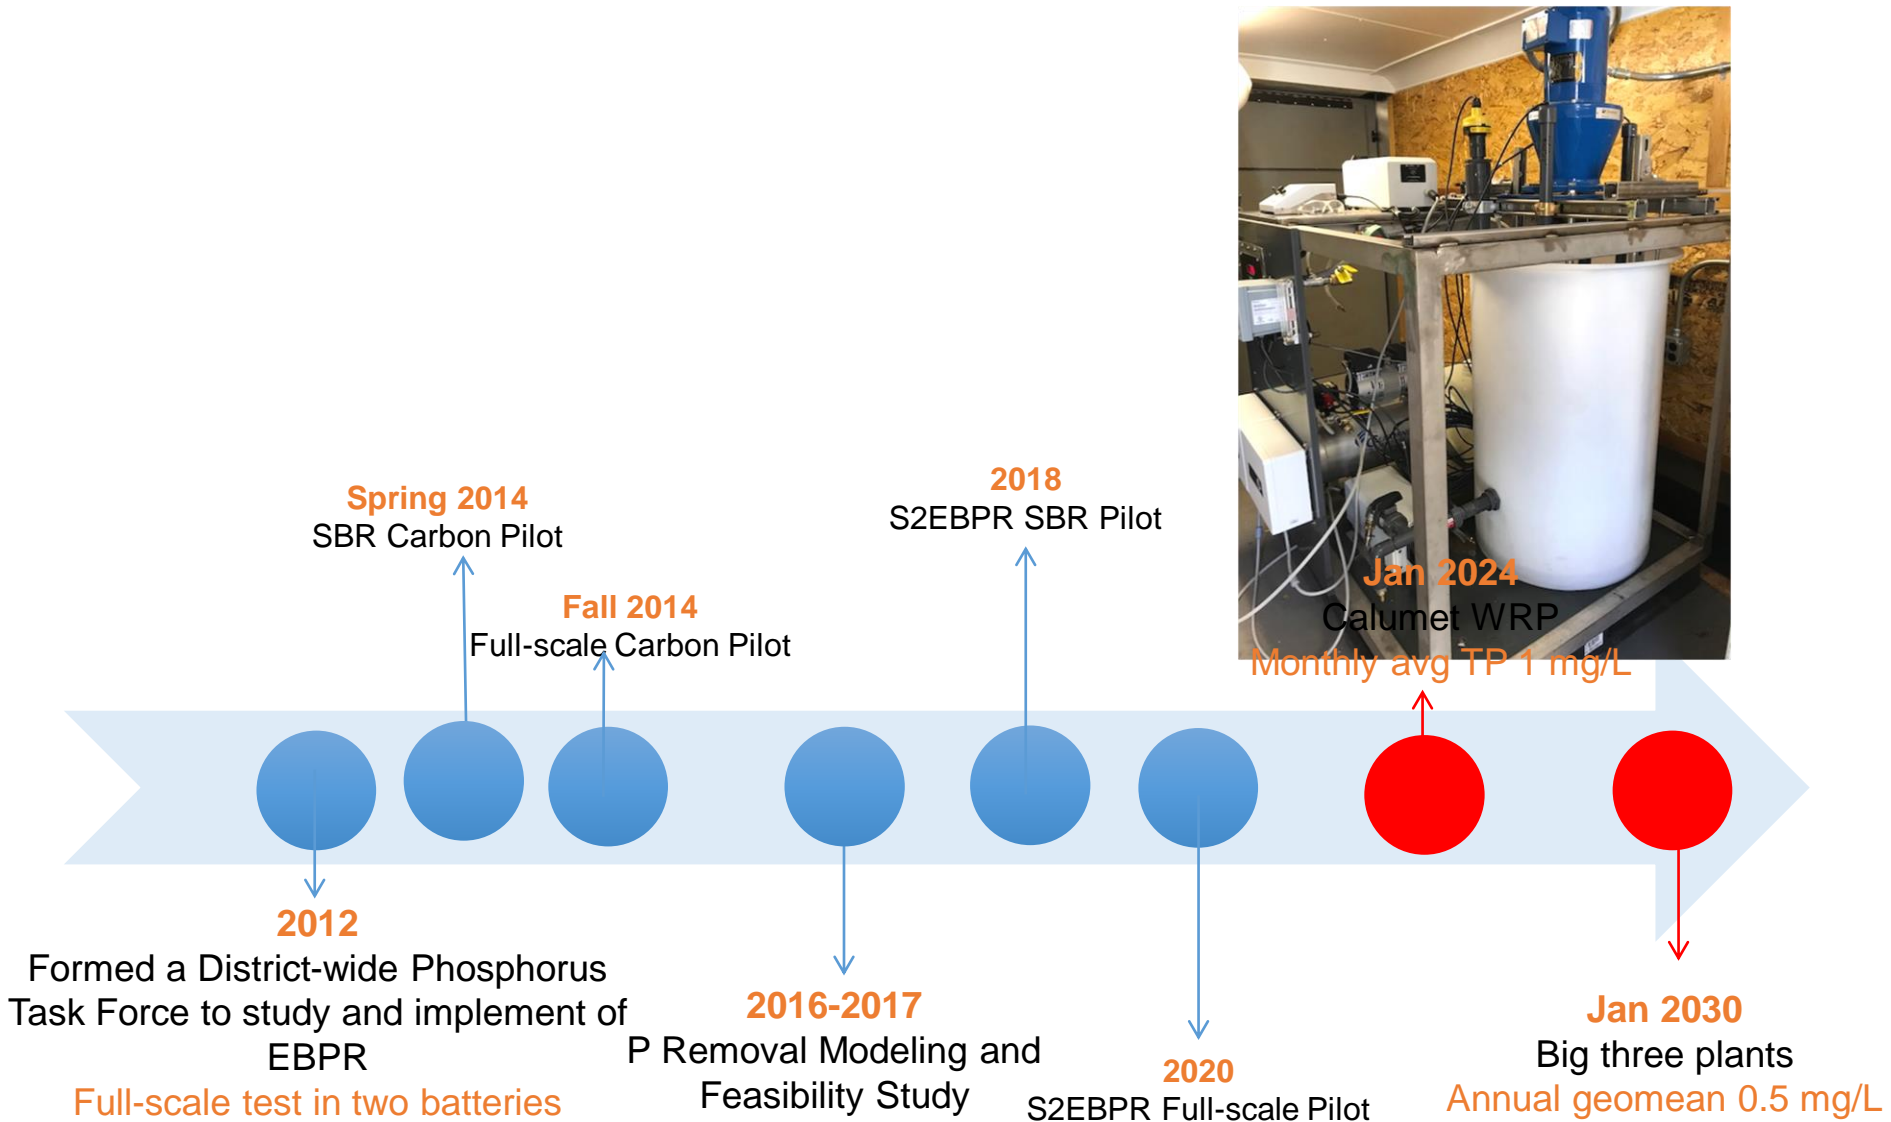 Spring 2014
SBR Carbon Pilot
Fall 2014
Full-scale Carbon Pilot
2018
S2EBPR SBR Pilot
Jan 2024
Calumet WRP
Monthly avg TP 1 mg/L
2012
Formed a District-wide Phosphorus
Task Force to study and implement of
EBPR
Full-scale test in two batteries
2016-2017
P Removal Modeling and
Feasibility Study
2020
S2EBPR Full-scale Pilot
Jan 2030
Big three plants
Annual geomean 0.5 mg/L